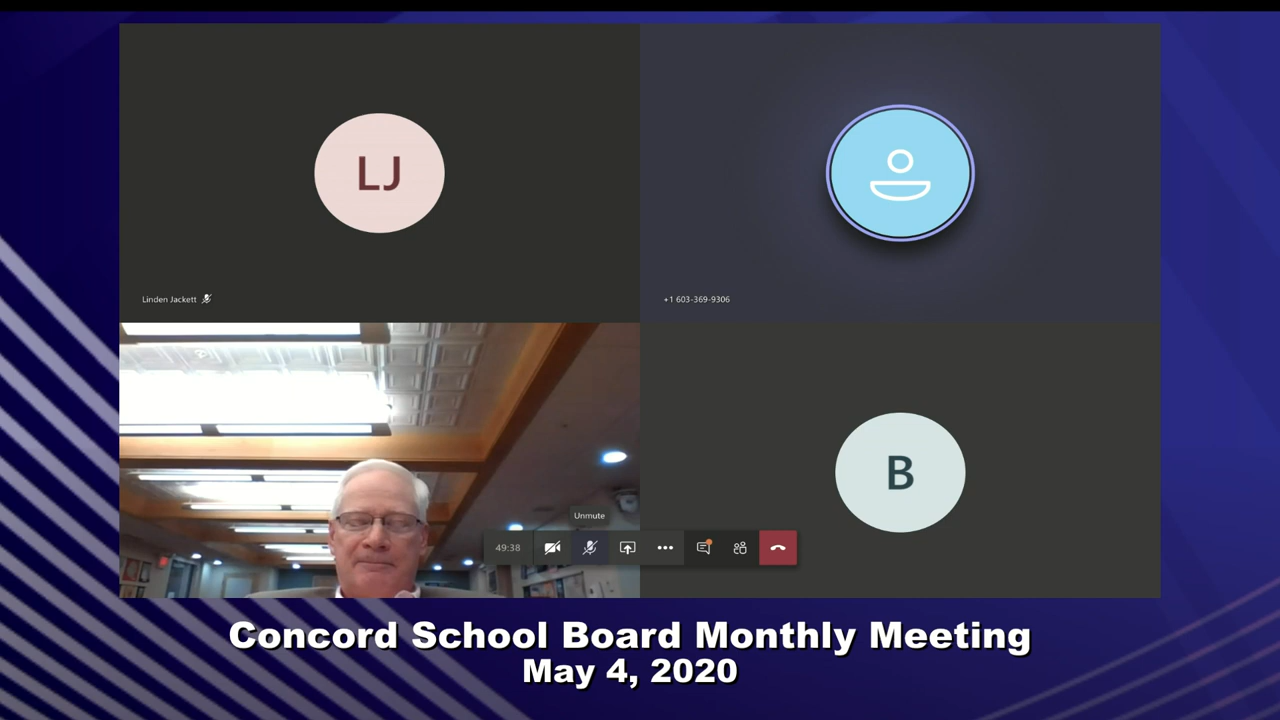 LJ
Linden Jackett
+1 603-369-9306
Unmute
49:38
B
Concord School Board Monthly Meeting
May 4, 2020